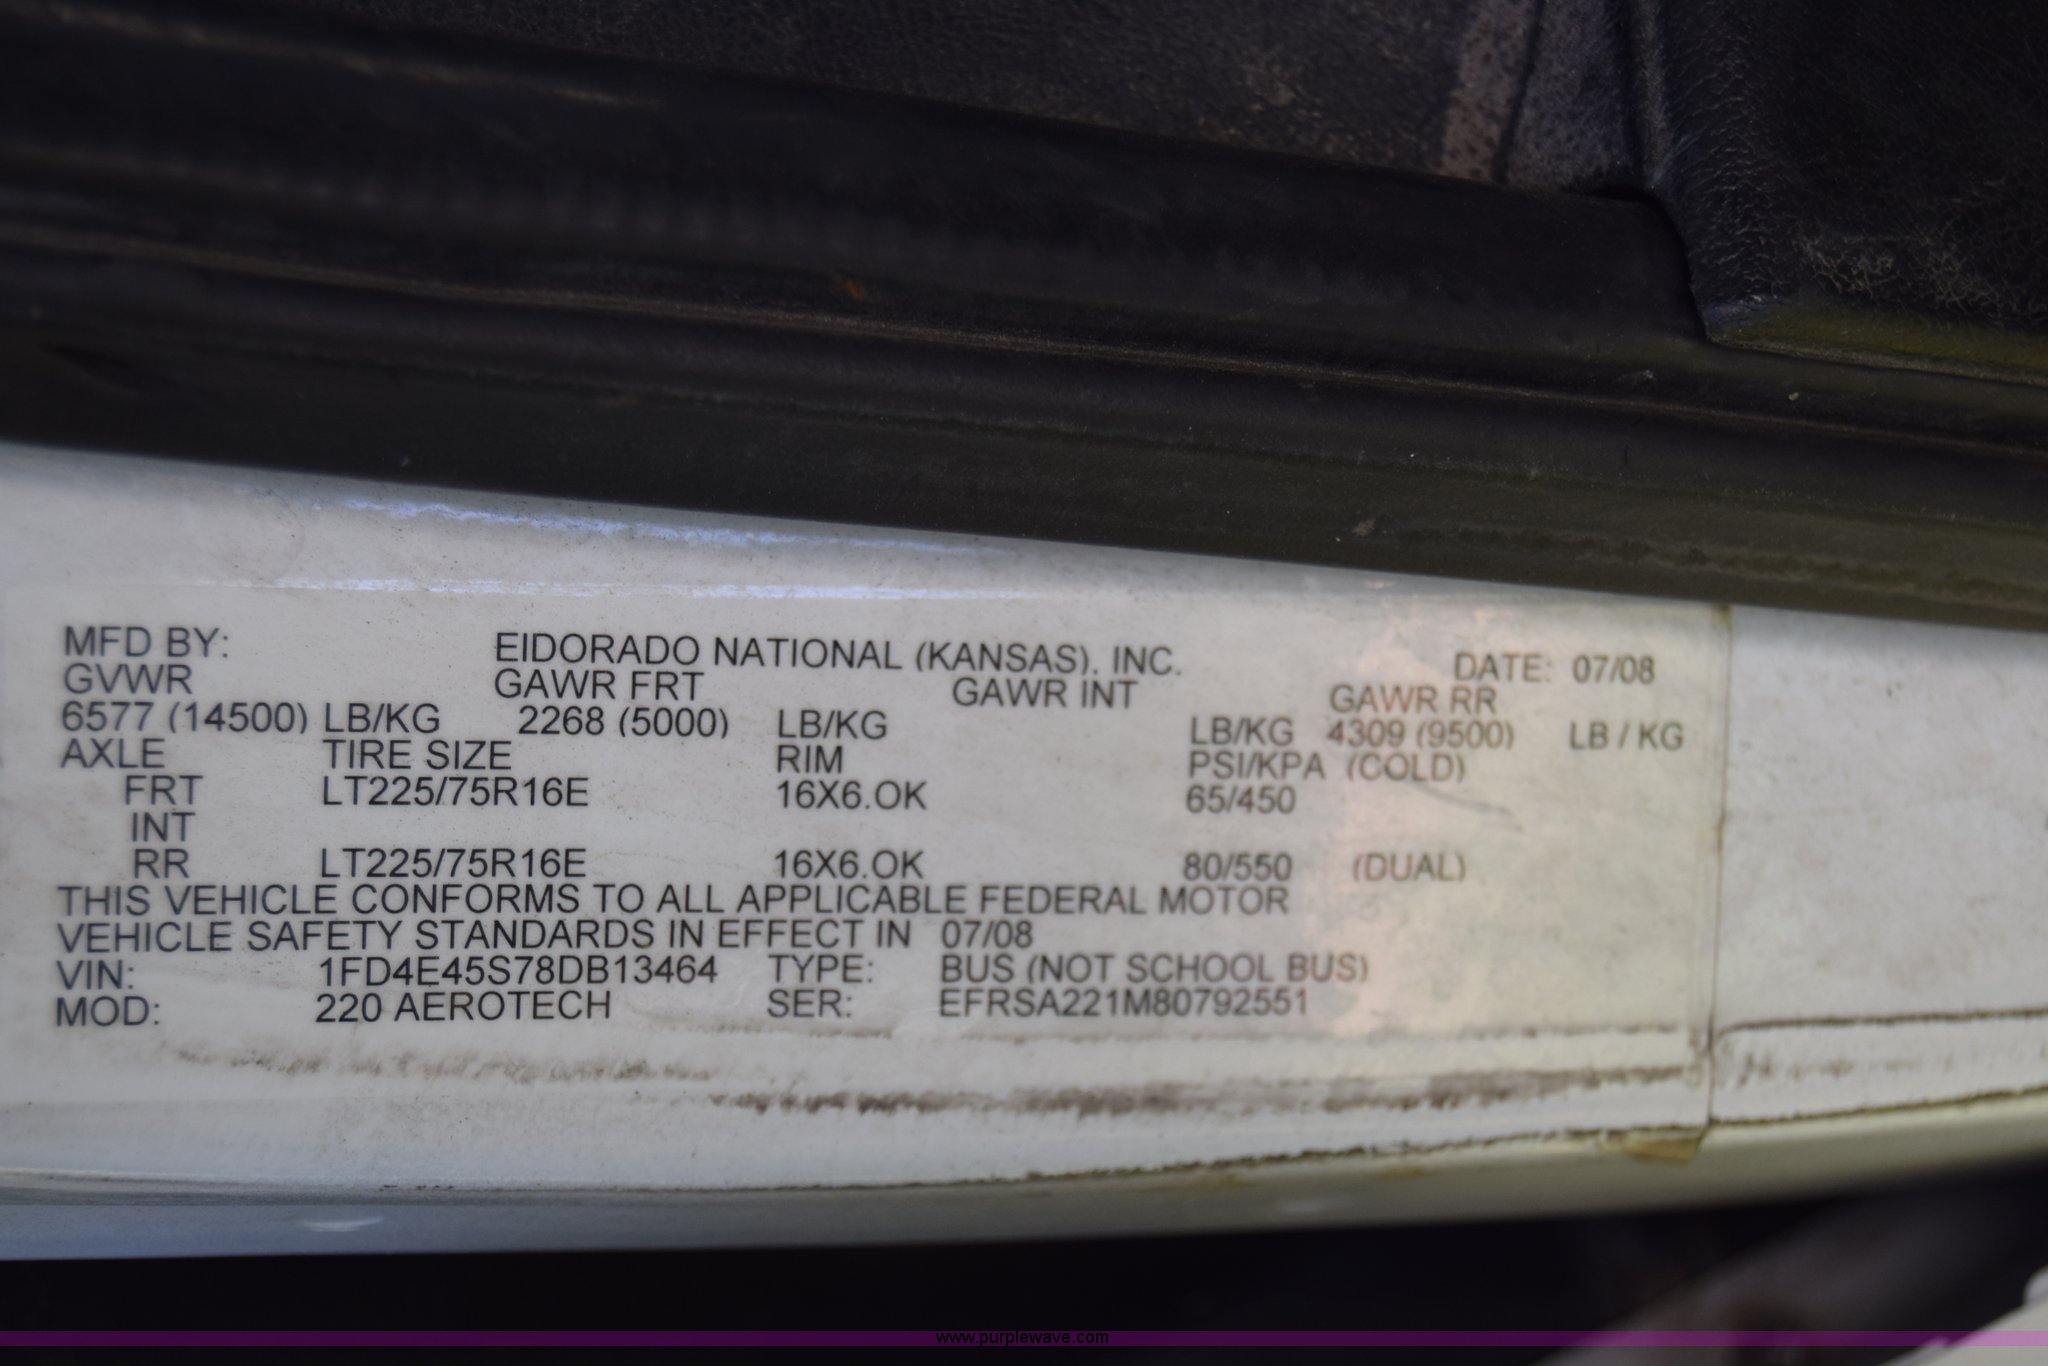 MFD BY: EIDORADO NATIONAL (KANSAS), INC. DATE: 07/08
GVWR GAWR FRT GAWR INT GAWR RR
6577 (14500) LB/KG 2268 (5000) LB/KG LB/KG 4309 (9500) LB / KG
AXLE TIRE SIZE RIM PSI/KPA (COLD)
FRT LT225/75R16E 16X6.OK 65/450
INT
RR LT225/75R16E 16X6.OK 80/550 (DUAL)
THIS VEHICLE CONFORMS TO ALL APPLICABLE FEDERAL MOTOR
VEHICLE SAFETY STANDARDS IN EFFECT IN 07/08
VIN: 1FD4E45S78DB13464 TYPE: BUS (NOT SCHOOL BUS)
MOD: 220 AEROTECH SER: EFRSA221M80792551
www.purplewave.com